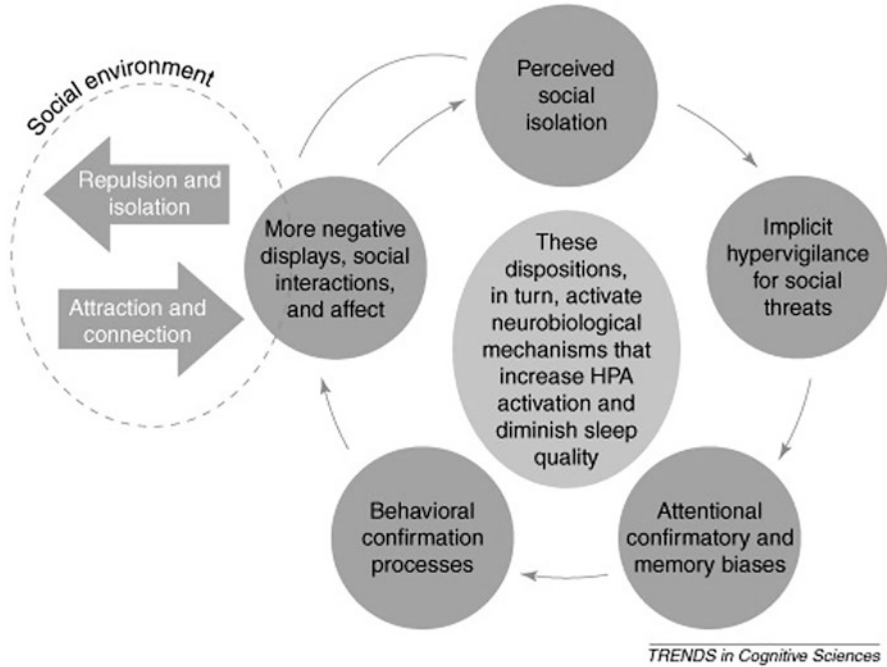 Social environment
Repulsion and
isolation
Attraction and
connection
More negative
displays, social
interactions,
and affect
Perceived
social
isolation
Implicit
hypervigilance
for social
threats
These
dispositions,
in turn, activate
neurobiological
mechanisms that
increase HPA
activation and
diminish sleep
quality
Behavioral
confirmation
processes
Attentional
confirmatory and
memory biases
TRENDS in Cognitive Sciences